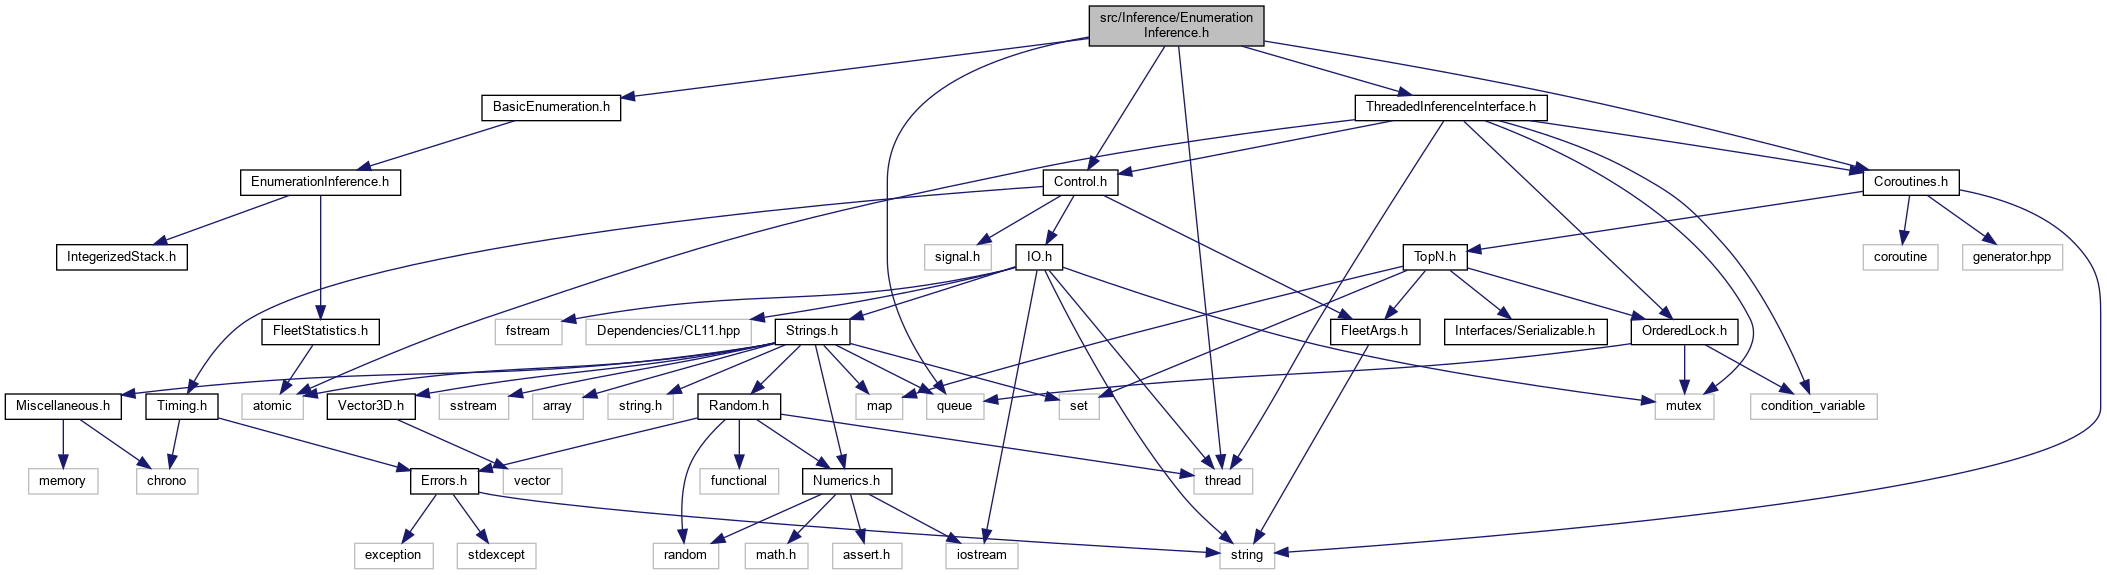 src/Inference/Enumeration
Inference.h
BasicEnumeration.h
ThreadedInferenceInterface.h
EnumerationInference.h
Control.h
Coroutines.h
IntegerizedStack.h
signal.h
IO.h
TopN.h
coroutine
generator.hpp
FleetStatistics.h
fstream
Dependencies/CL11.hpp
Strings.h
FleetArgs.h
Interfaces/Serializable.h
OrderedLock.h
Miscellaneous.h
Timing.h
atomic
Vector3D.h
sstream
array
string.h
Random.h
map
queue
set
mutex
condition_variable
memory
chrono
Errors.h
vector
functional
Numerics.h
thread
exception
stdexcept
random
math.h
assert.h
iostream
string